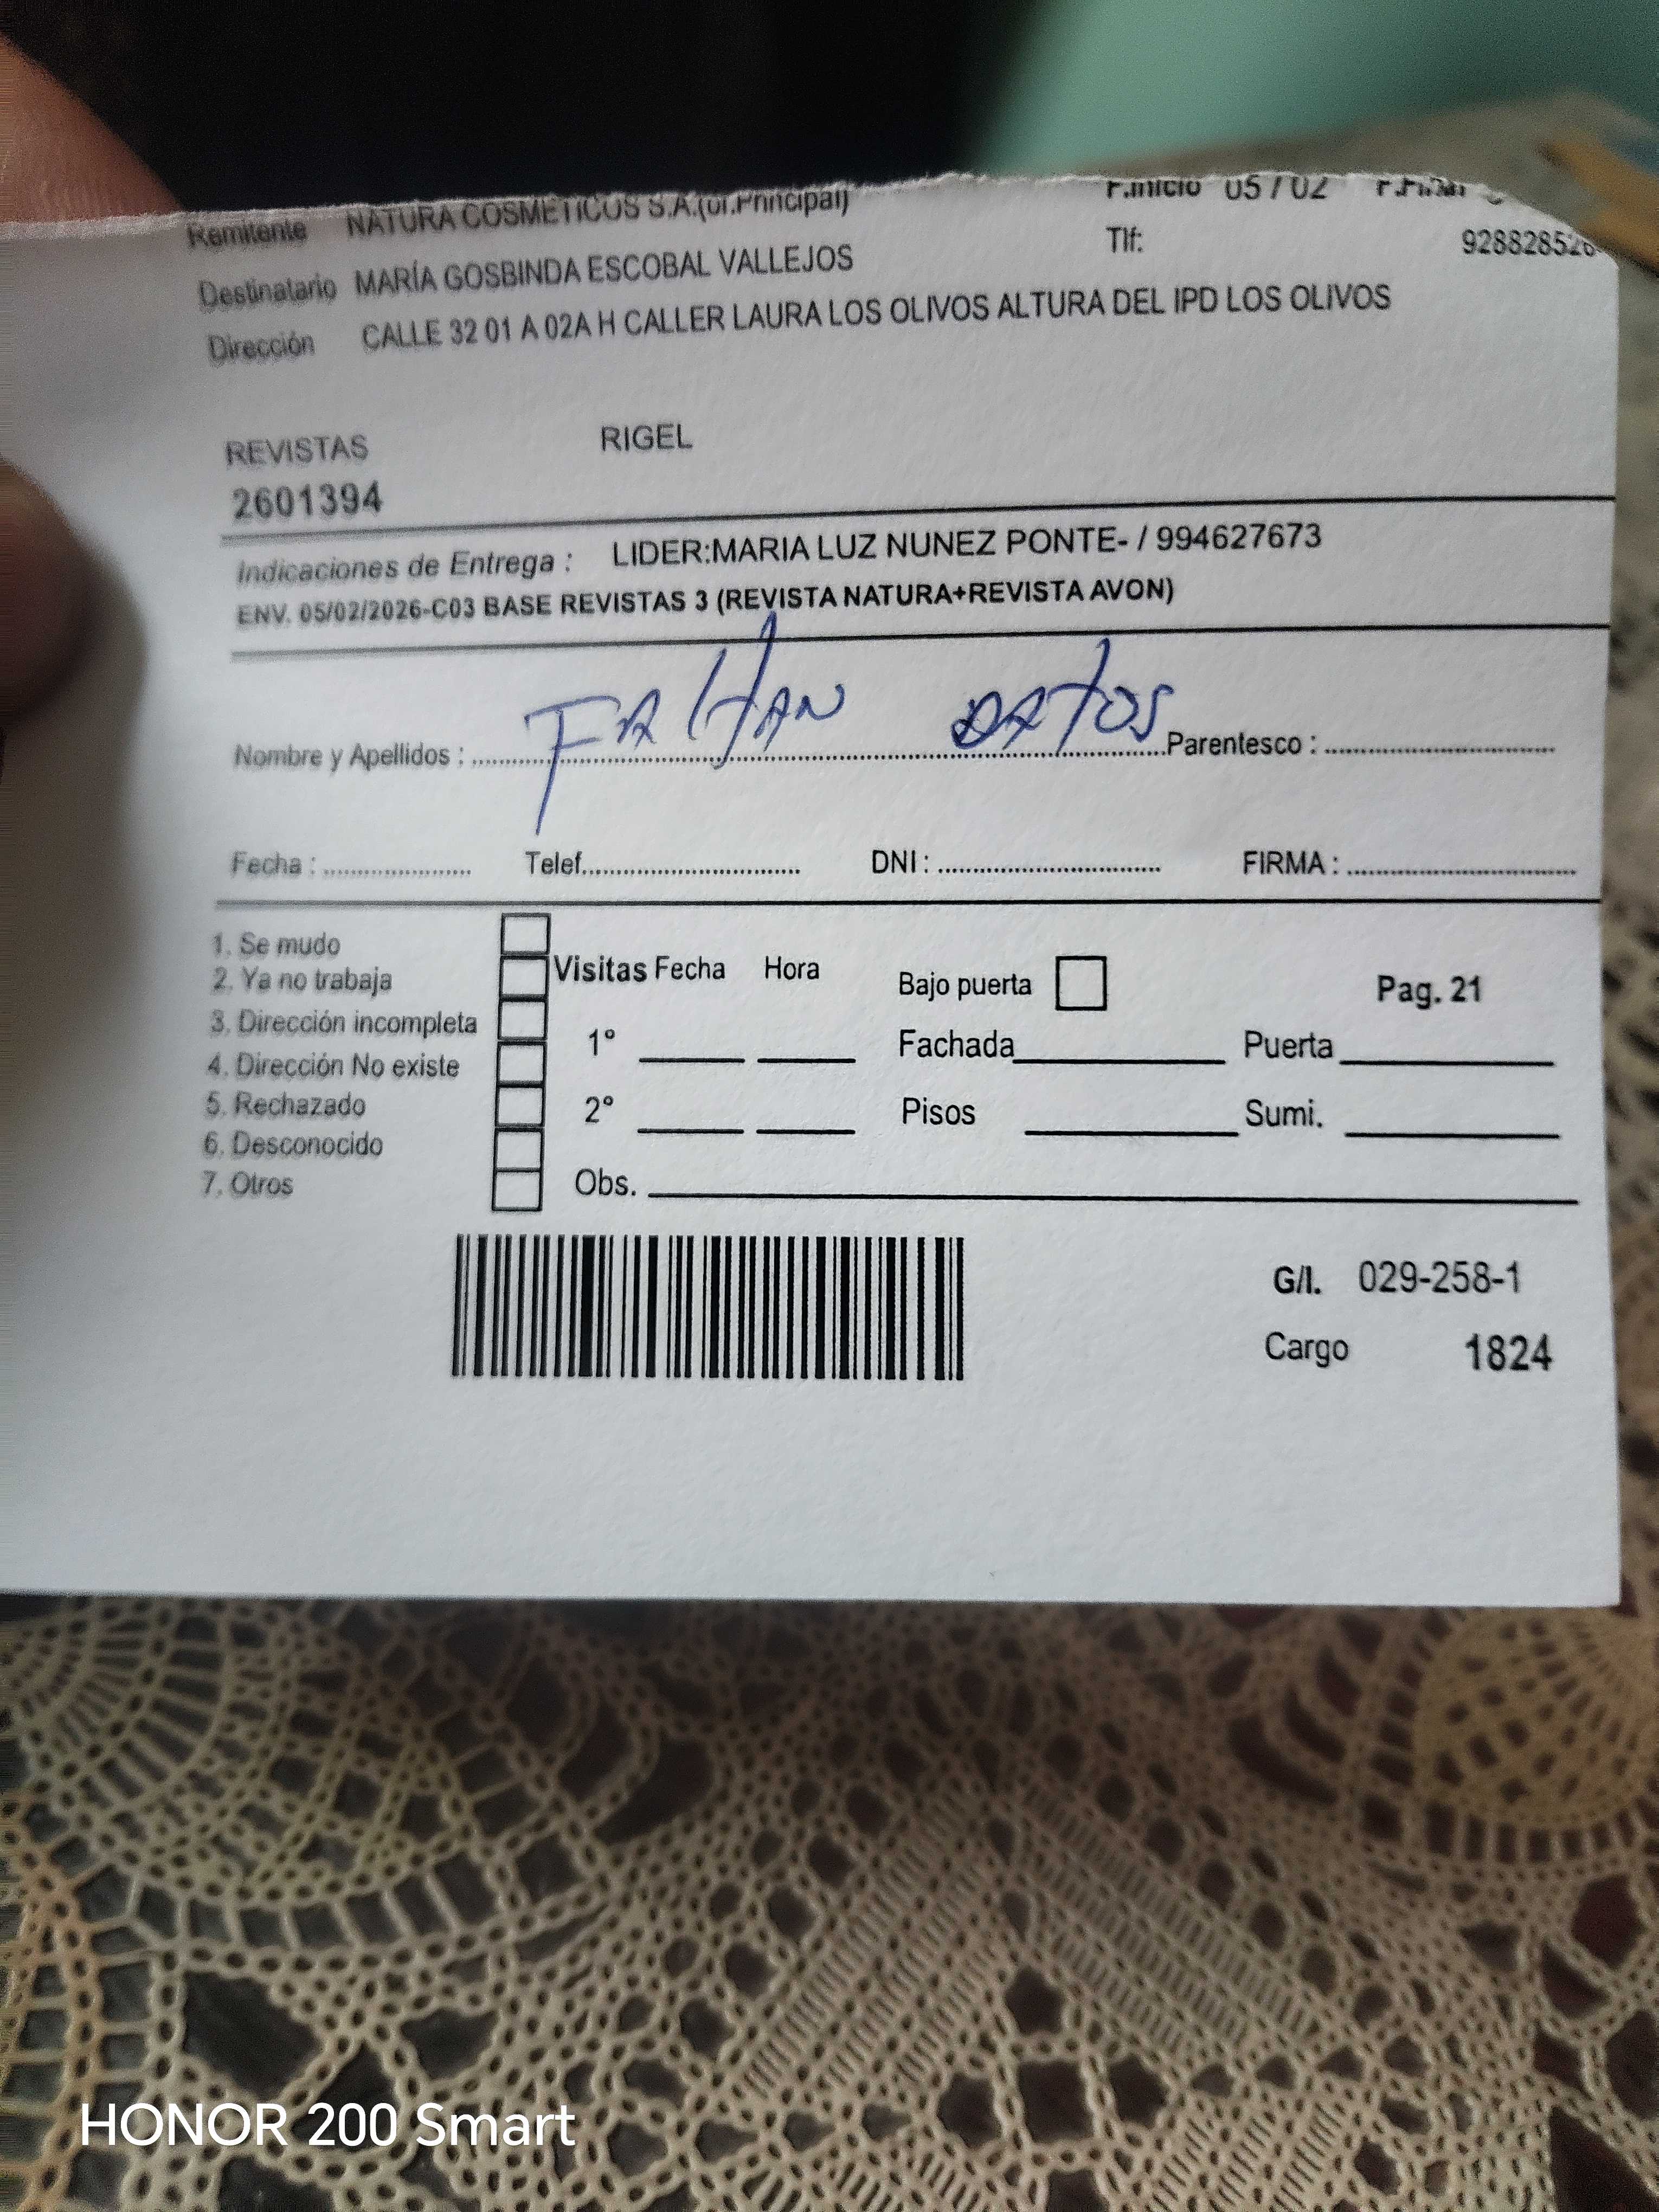 Remitente NATURA COSMETICOS S.A.(of.Principal) F.Inicio 05 / 02 F.Final
Destinatario MARÍA GOSBINDA ESCOBAL VALLEJOS Tlf:
Dirección CALLE 32 01 A 02A H CALLER LAURA LOS OLIVOS ALTURA DEL IPD LOS OLIVOS
REVISTAS RIGEL
2601394
Indicaciones de Entrega : LIDER:MARIA LUZ NUNEZ PONTE- / 994627673
ENV. 05/02/2026-C03 BASE REVISTAS 3 (REVISTA NATURA+REVISTA AVON)
FALTAN DATOS
Nombre y Apellidos : Parentesco :
Fecha : Telef. DNI : FIRMA :
1. Se mudo
2. Ya no trabaja
3. Dirección incompleta
4. Dirección No existe
5. Rechazado
6. Desconocido
7. Otros
Visitas Fecha Hora Bajo puerta Pag. 21
1° Fachada Puerta
2° Pisos Sumi.
Obs.
G/I. 029-258-1
Cargo 1824
HONOR 200 Smart